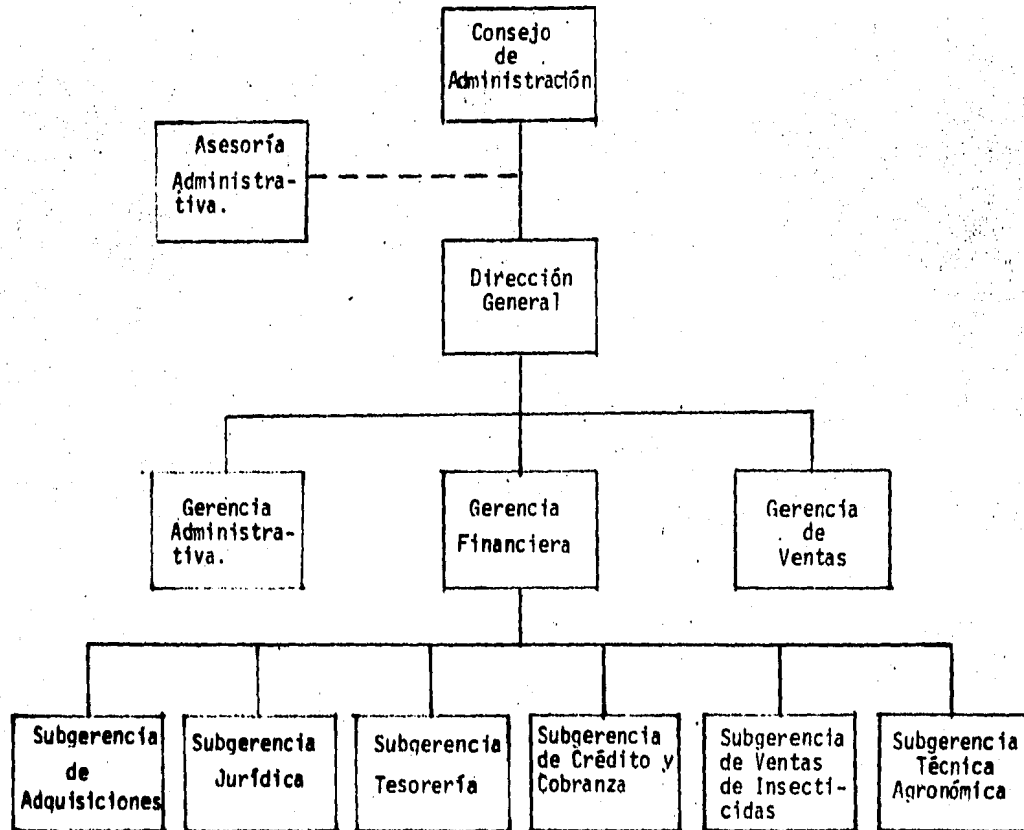 Consejo
de
Administración
Asesoría
Administra-
tiva.
Dirección
General
Gerencia
Administra-
tiva.
Gerencia
Financiera
Gerencia
de
Ventas
Subgerencia
de
Adquisiciones
Subgerencia
Jurídica
Subgerencia
Tesorería
Subgerencia
de Crédito y
Cobranza
Subgerencia
de Ventas
de Insecti-
cidas
Subgerencia
Técnica
Agronómica